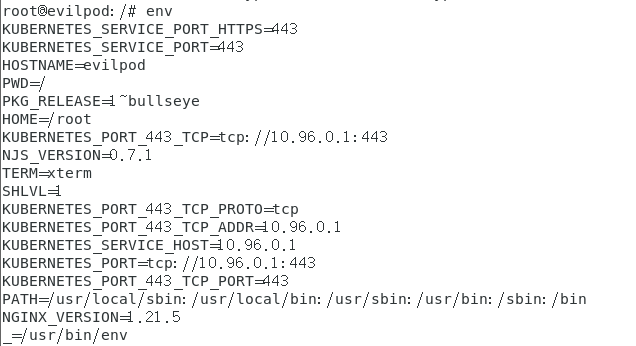 root@evilpod:/# env
KUBERNETES_SERVICE_PORT_HTTPS=443
KUBERNETES_SERVICE_PORT=443
HOSTNAME=evilpod
PWD=/
PKG_RELEASE=1~bullseye
HOME=/root
KUBERNETES_PORT_443_TCP=tcp://10.96.0.1:443
NJS_VERSION=0.7.1
TERM=xterm
SHLVL=1
KUBERNETES_PORT_443_TCP_PROTO=tcp
KUBERNETES_PORT_443_TCP_ADDR=10.96.0.1
KUBERNETES_SERVICE_HOST=10.96.0.1
KUBERNETES_PORT=tcp://10.96.0.1:443
KUBERNETES_PORT_443_TCP_PORT=443
PATH=/usr/local/sbin:/usr/local/bin:/usr/sbin:/usr/bin:/sbin:/bin
NGINX_VERSION=1.21.5
_=/usr/bin/env